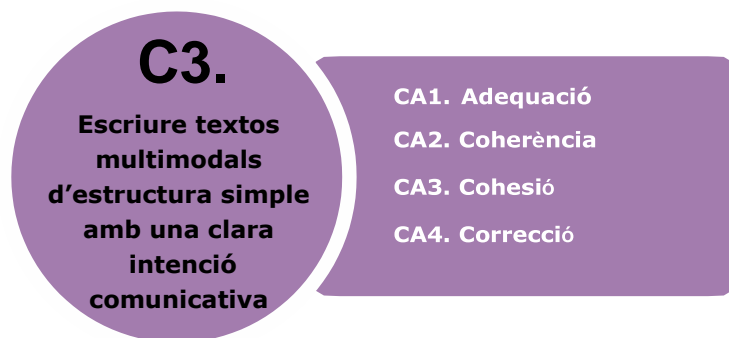 C3.
Escriure textos
multimodals
d’estructura simple
amb una clara
intenció
comunicativa
CA1. Adequació
CA2. Coherència
CA3. Cohesió
CA4. Correcció